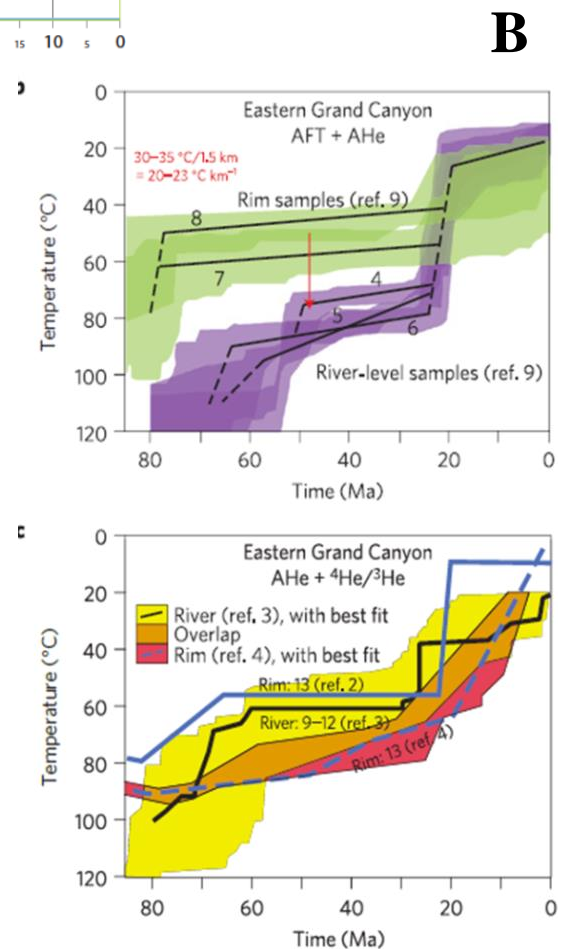 15 10 5 0
B
Eastern Grand Canyon
AFT + AHe
30–35 °C/1.5 km
= 20–23 °C km⁻¹
Rim samples (ref. 9)
8
7
4
5
6
River-level samples (ref. 9)
Temperature (°C)
0
20
40
60
80
100
120
80 60 40 20 0
Time (Ma)
c
Eastern Grand Canyon
AHe + ⁴He/³He
River (ref. 3), with best fit
Overlap
Rim (ref. 4), with best fit
Rim: 13 (ref. 2)
River: 9–12 (ref. 3)
Rim: 13 (ref. 4)
Temperature (°C)
0
20
40
60
80
100
120
80 60 40 20 0
Time (Ma)